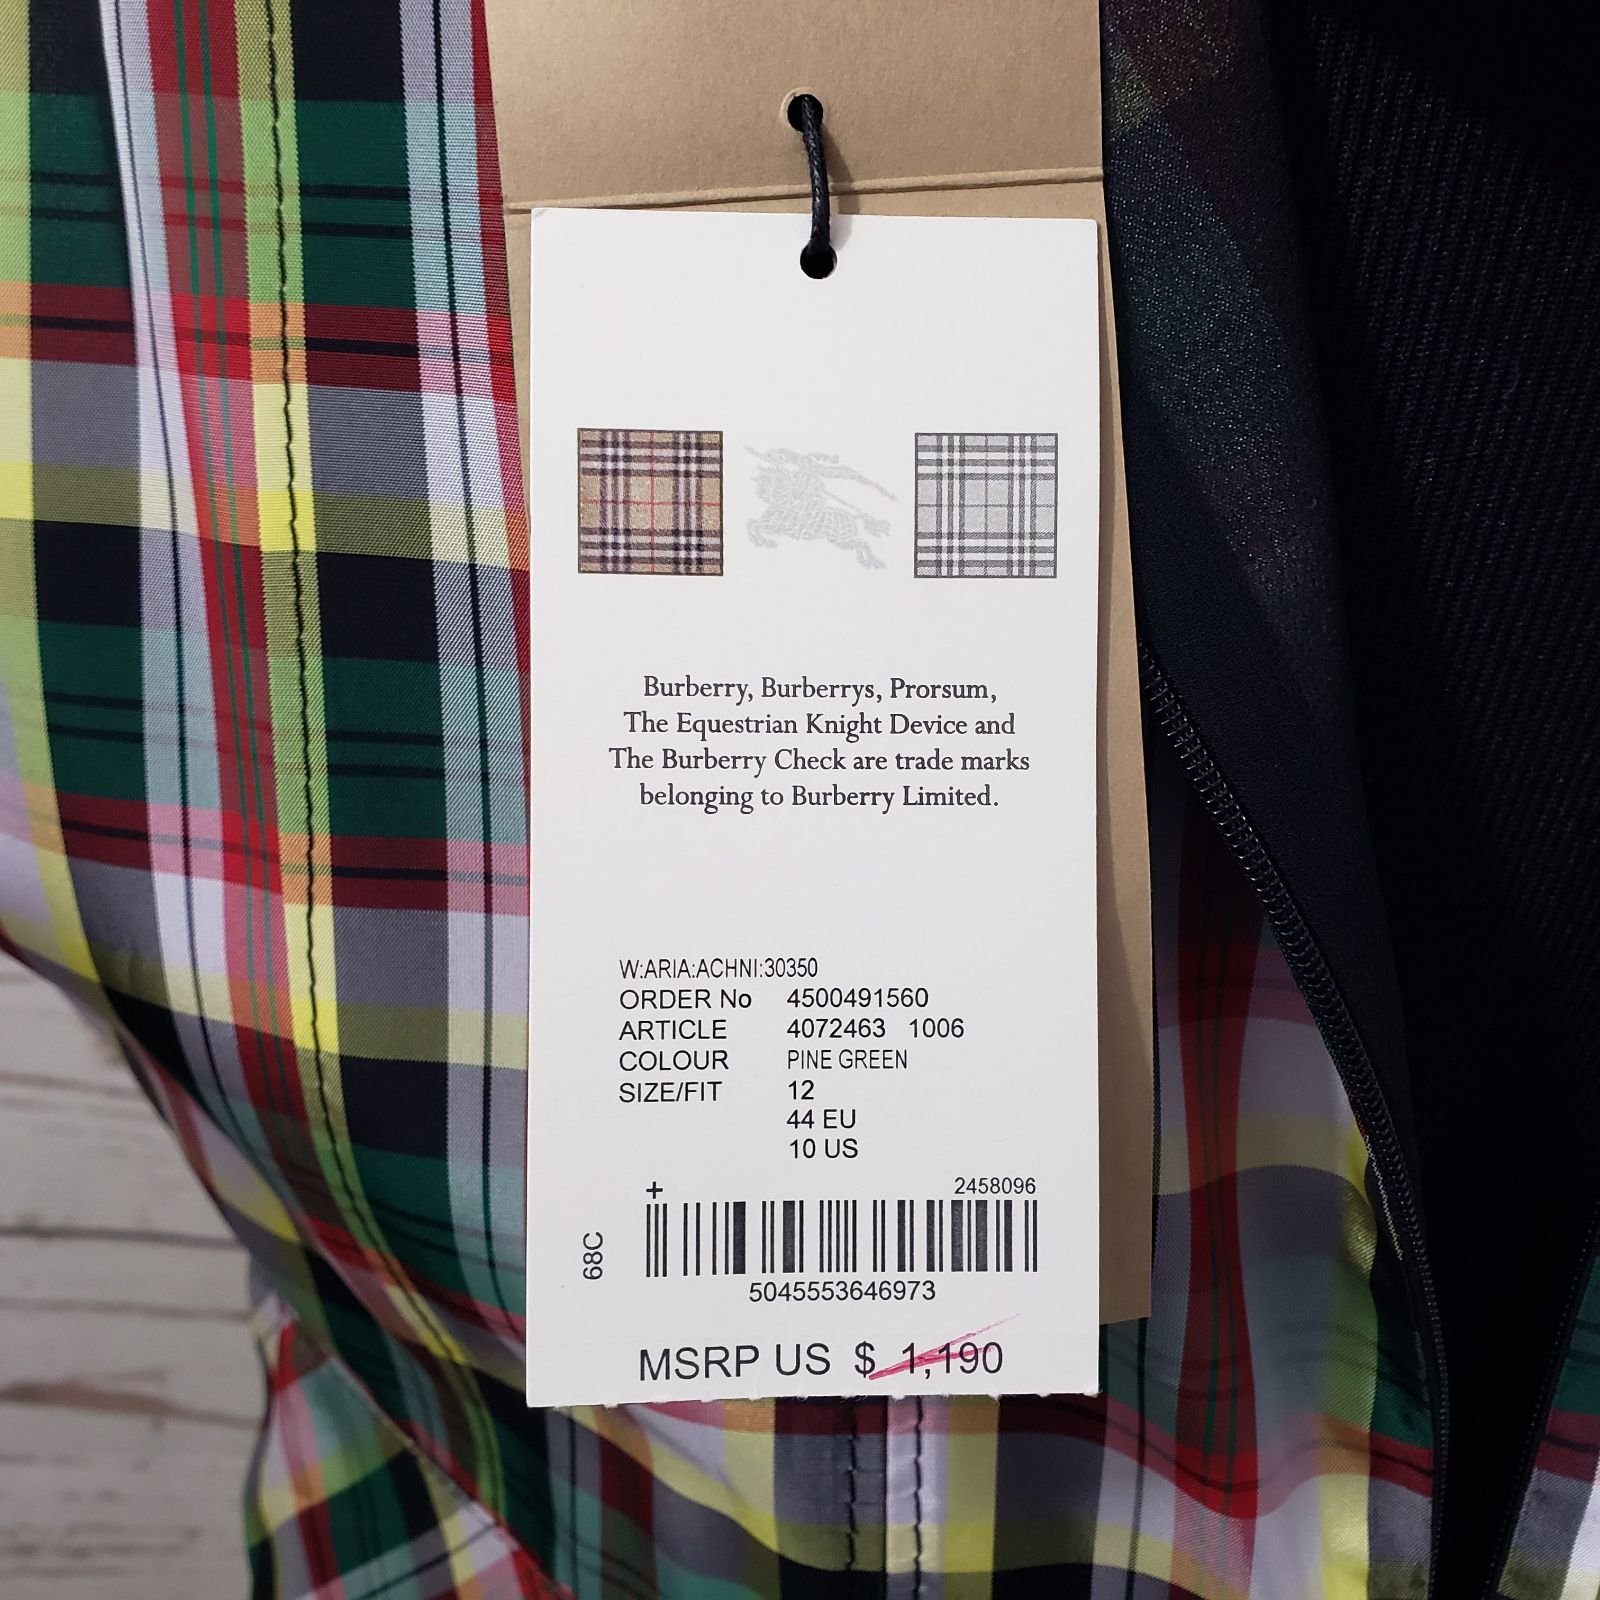 Burberry, Burberrys, Prorsum,
The Equestrian Knight Device and
The Burberry Check are trade marks
belonging to Burberry Limited.
W:ARIA:ACHNI:30350
ORDER No 4500491560
ARTICLE 4072463 1006
COLOUR PINE GREEN
SIZE/FIT 12
44 EU
10 US
+ 2458096
68C
5045553646973
MSRP US $ 1,190